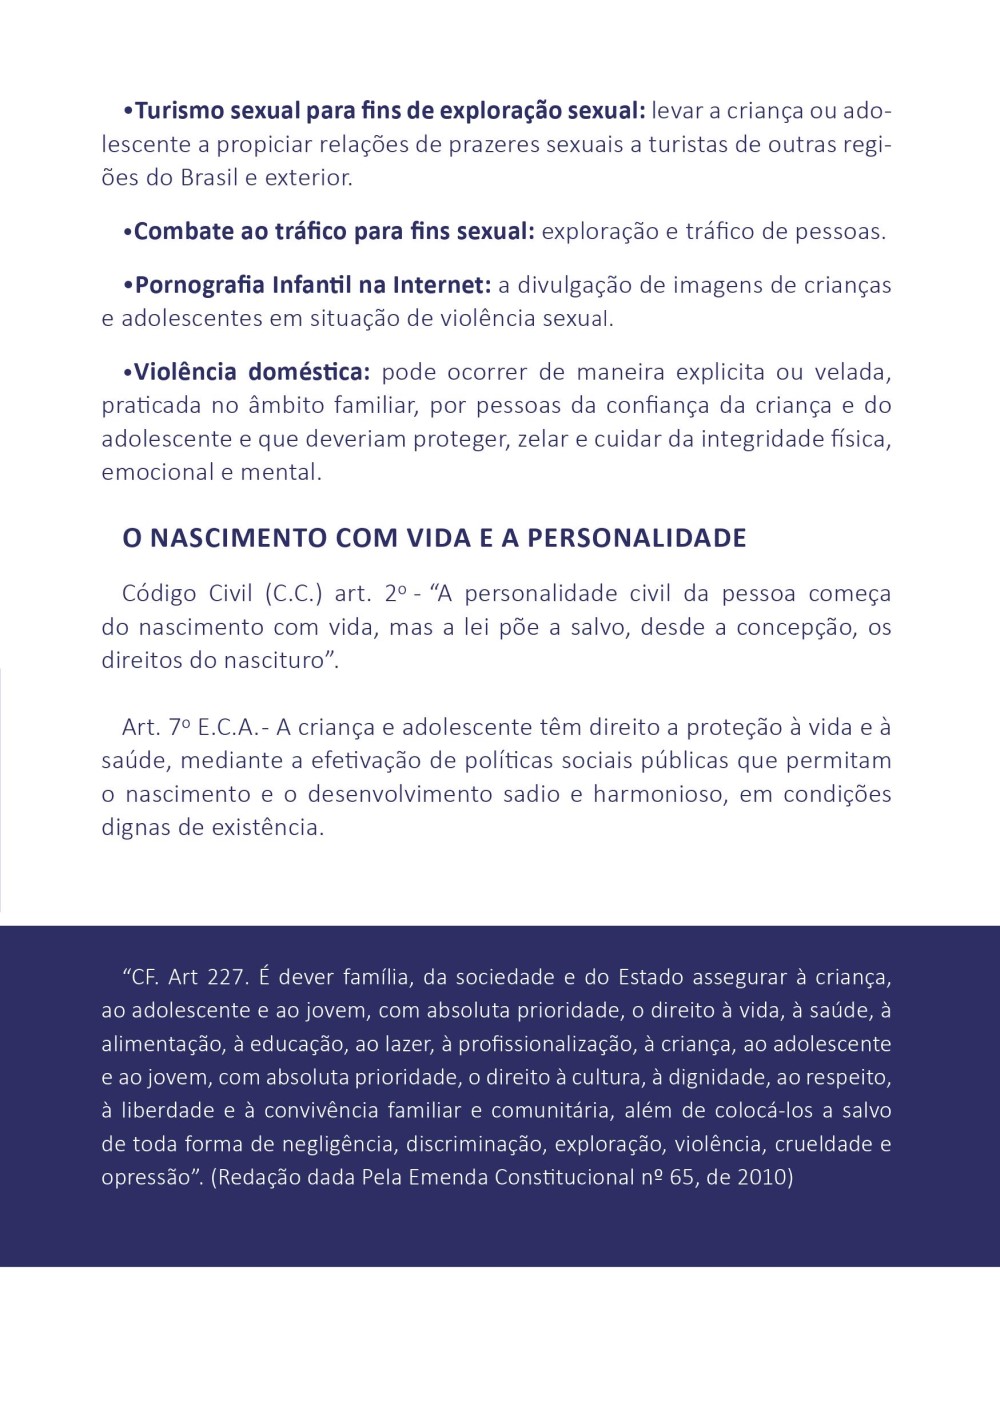 •Turismo sexual para fins de exploração sexual: levar a criança ou ado-
lescente a propiciar relações de prazeres sexuais a turistas de outras regi-
ões do Brasil e exterior.
•Combate ao tráfico para fins sexual: exploração e tráfico de pessoas.
•Pornografia Infantil na Internet: a divulgação de imagens de crianças
e adolescentes em situação de violência sexual.
•Violência doméstica: pode ocorrer de maneira explicita ou velada,
praticada no âmbito familiar, por pessoas da confiança da criança e do
adolescente e que deveriam proteger, zelar e cuidar da integridade física,
emocional e mental.
O NASCIMENTO COM VIDA E A PERSONALIDADE
Código Civil (C.C.) art. 2º - “A personalidade civil da pessoa começa
do nascimento com vida, mas a lei põe a salvo, desde a concepção, os
direitos do nascituro”.
Art. 7º E.C.A.- A criança e adolescente têm direito a proteção à vida e à
saúde, mediante a efetivação de políticas sociais públicas que permitam
o nascimento e o desenvolvimento sadio e harmonioso, em condições
dignas de existência.
“CF. Art 227. É dever família, da sociedade e do Estado assegurar à criança,
ao adolescente e ao jovem, com absoluta prioridade, o direito à vida, à saúde, à
alimentação, à educação, ao lazer, à profissionalização, à criança, ao adolescente
e ao jovem, com absoluta prioridade, o direito à cultura, à dignidade, ao respeito,
à liberdade e à convivência familiar e comunitária, além de colocá-los a salvo
de toda forma de negligência, discriminação, exploração, violência, crueldade e
opressão”. (Redação dada Pela Emenda Constitucional nº 65, de 2010)